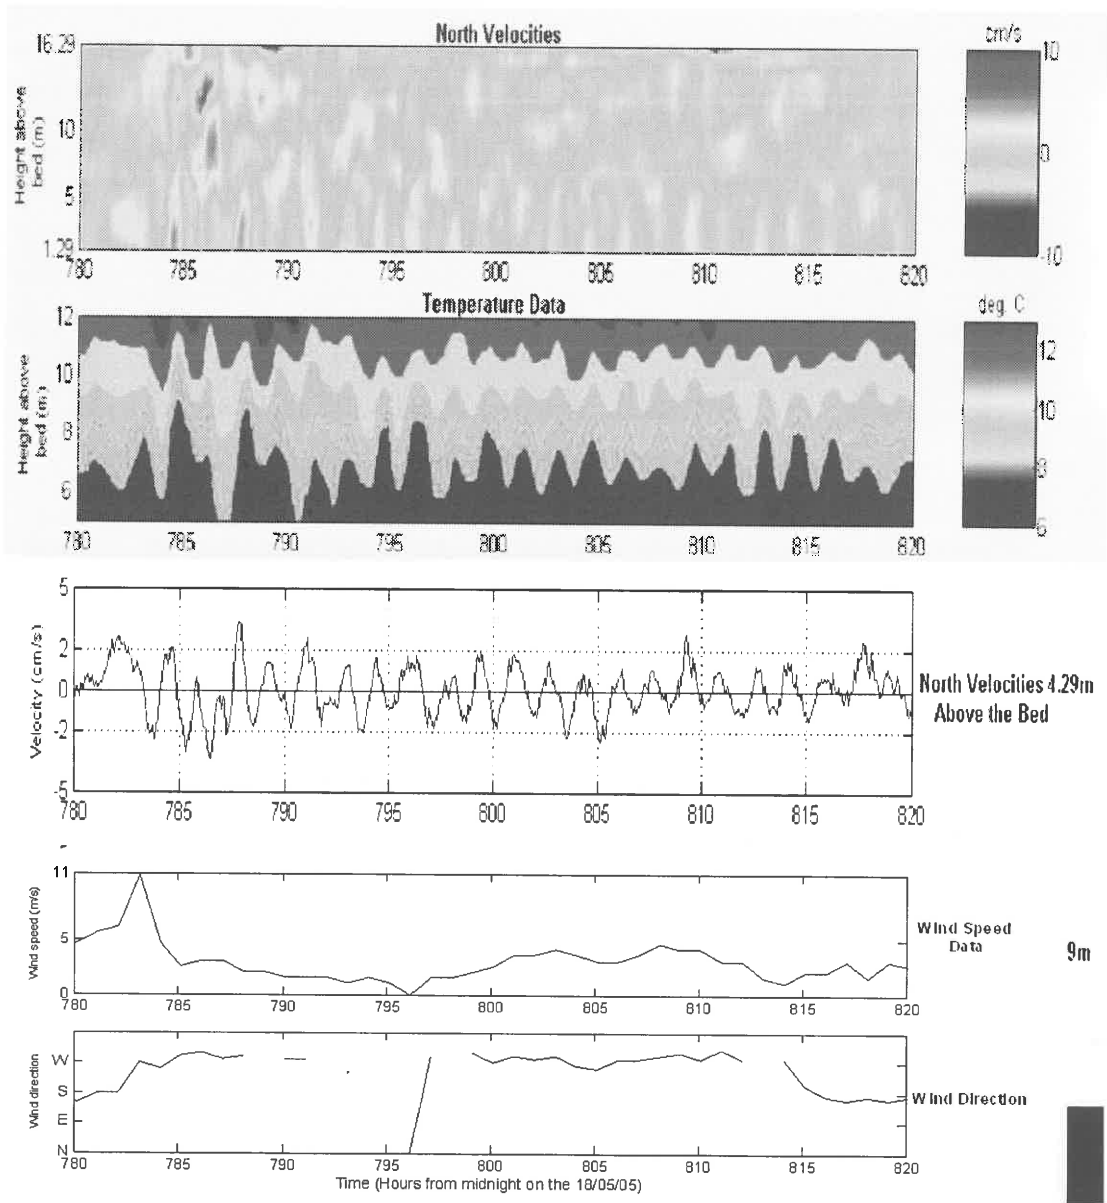 North Velocities
cm/s
Height above
bed (m)
16.29
10
5
1.29
780 785 790 795 800 805 810 815 820
10
0
-10
Temperature Data
deg. C
Height above
bed (m)
12
10
8
6
780 785 790 795 800 805 810 815 820
12
10
8
6
Velocity (cm/s)
5
2
0
-2
-5
780 785 790 795 800 805 810 815 820
North Velocities 4.29m
Above the Bed
Wind speed (m/s)
11
5
0
780 785 790 795 800 805 810 815 820
Wind Speed
Data
9m
Wind direction
W
S
E
N
780 785 790 795 800 805 810 815 820
Wind Direction
Time (Hours from midnight on the 18/05/05)